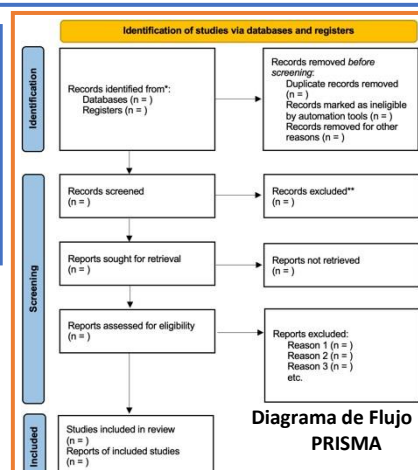 Identification of studies via databases and registers
Identification
Records identified from*:
Databases (n = )
Registers (n = )
Records removed before
screening:
Duplicate records removed
(n = )
Records marked as ineligible
by automation tools (n = )
Records removed for other
reasons (n = )
Screening
Records screened
(n = )
Records excluded**
(n = )
Reports sought for retrieval
(n = )
Reports not retrieved
(n = )
Reports assessed for eligibility
(n = )
Reports excluded:
Reason 1 (n = )
Reason 2 (n = )
Reason 3 (n = )
etc.
Included
Studies included in review
(n = )
Reports of included studies
(n = )
Diagrama de Flujo
PRISMA